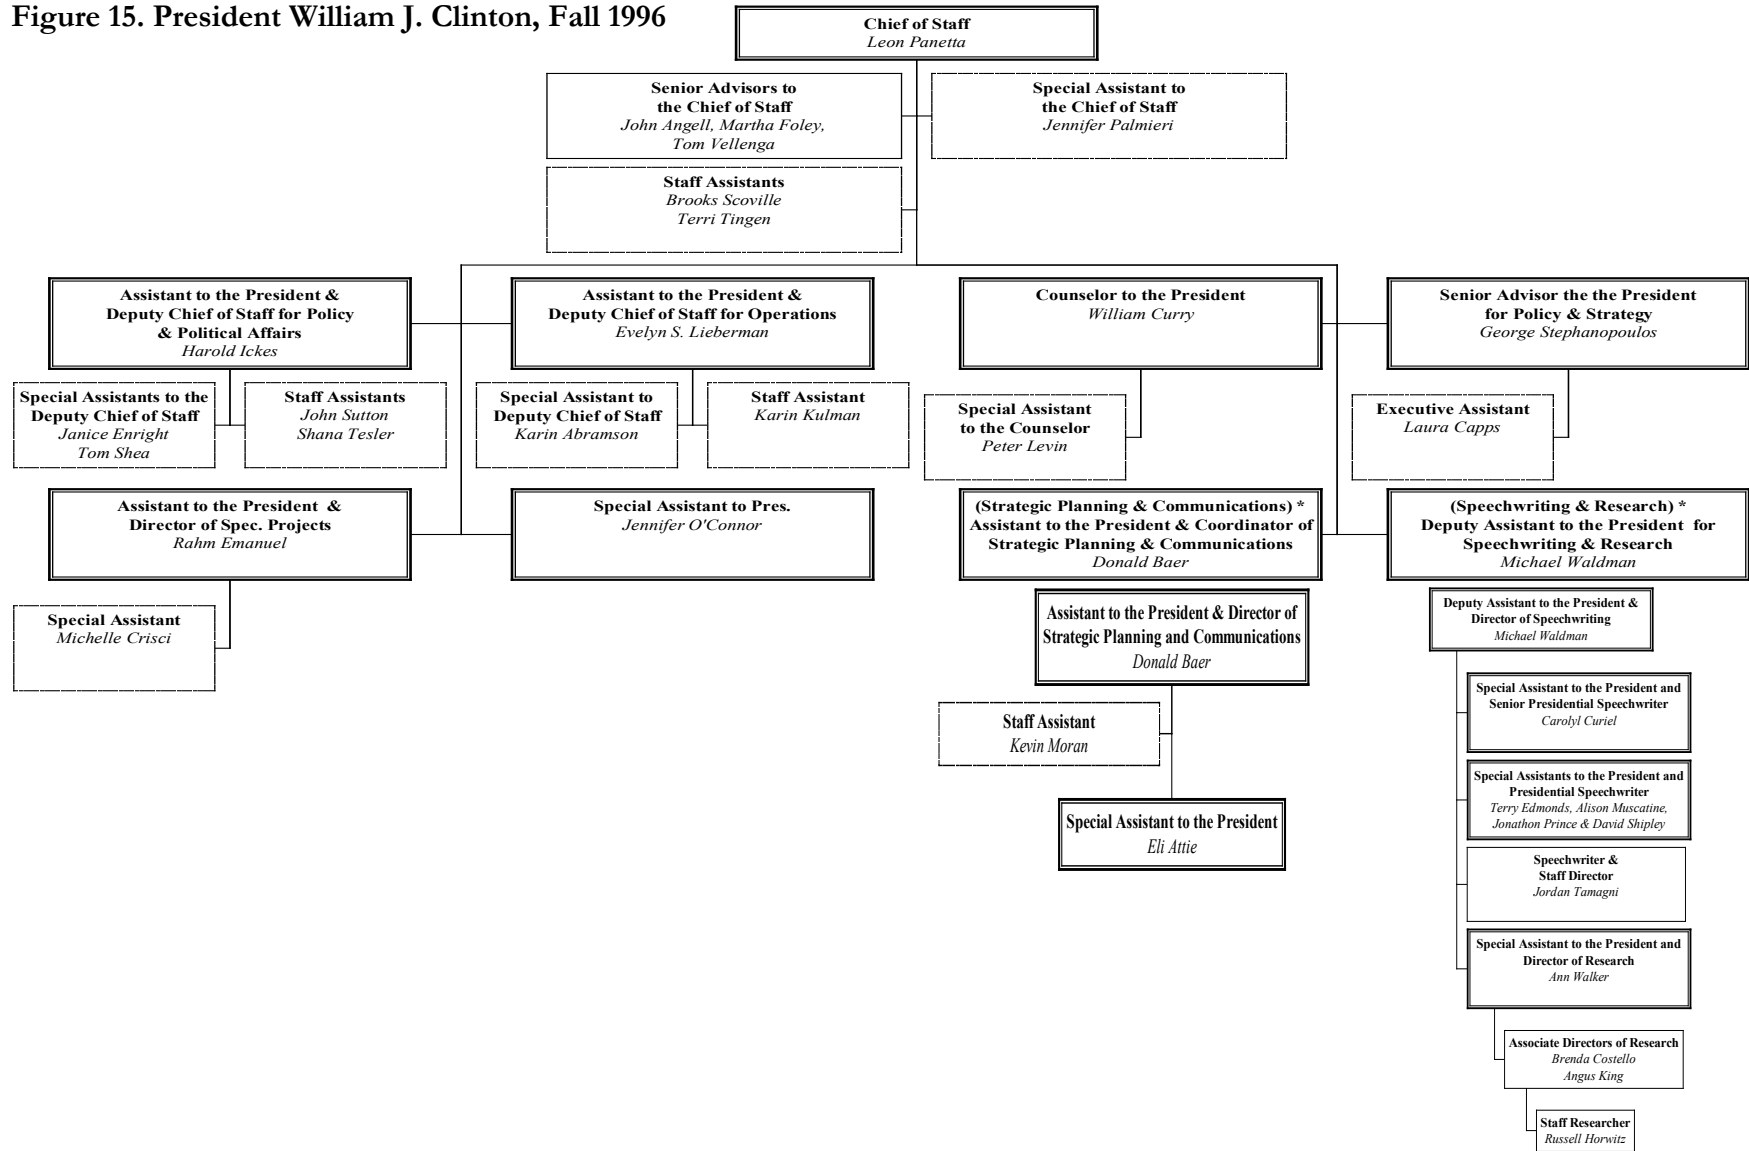 Figure 15. President William J. Clinton, Fall 1996
Chief of Staff
Leon Panetta
Senior Advisors to
the Chief of Staff
John Angell, Martha Foley,
Tom Vellenga
Special Assistant to
the Chief of Staff
Jennifer Palmieri
Staff Assistants
Brooks Scoville
Terri Tingen
Assistant to the President &
Deputy Chief of Staff for Policy
& Political Affairs
Harold Ickes
Assistant to the President &
Deputy Chief of Staff for Operations
Evelyn S. Lieberman
Counselor to the President
William Curry
Senior Advisor the the President
for Policy & Strategy
George Stephanopoulos
Special Assistants to the
Deputy Chief of Staff
Janice Enright
Tom Shea
Staff Assistants
John Sutton
Shana Tesler
Special Assistant to
Deputy Chief of Staff
Karin Abramson
Staff Assistant
Karin Kulman
Special Assistant
to the Counselor
Peter Levin
Executive Assistant
Laura Capps
Assistant to the President &
Director of Spec. Projects
Rahm Emanuel
Special Assistant to Pres.
Jennifer O'Connor
(Strategic Planning & Communications) *
Assistant to the President & Coordinator of
Strategic Planning & Communications
Donald Baer
(Speechwriting & Research) *
Deputy Assistant to the President for
Speechwriting & Research
Michael Waldman
Special Assistant
Michelle Crisci
Assistant to the President & Director of
Strategic Planning and Communications
Donald Baer
Staff Assistant
Kevin Moran
Special Assistant to the President
Eli Attie
Deputy Assistant to the President &
Director of Speechwriting
Michael Waldman
Special Assistant to the President and
Senior Presidential Speechwriter
Carolyl Curiel
Special Assistants to the President and
Presidential Speechwriter
Terry Edmonds, Alison Muscatine,
Jonathon Prince & David Shipley
Speechwriter &
Staff Director
Jordan Tamagni
Special Assistant to the President and
Director of Research
Ann Walker
Associate Directors of Research
Brenda Costello
Angus King
Staff Researcher
Russell Horwitz